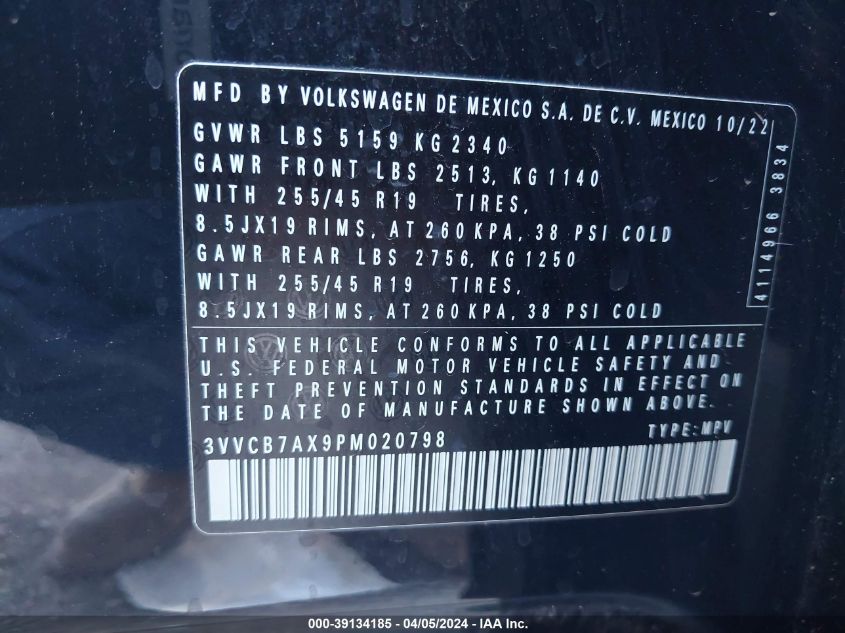 MFD BY VOLKSWAGEN DE MEXICO S.A. DE C.V. MEXICO 10/22
GVWR LBS 5159 KG 2340
GAWR FRONT LBS 2513, KG 1140
WITH 255/45 R19 TIRES,
8.5JX19 RIMS, AT 260 KPA, 38 PSI COLD
GAWR REAR LBS 2756, KG 1250
WITH 255/45 R19 TIRES,
8.5JX19 RIMS, AT 260 KPA, 38 PSI COLD
4114966 3834
THIS VEHICLE CONFORMS TO ALL APPLICABLE
U.S. FEDERAL MOTOR VEHICLE SAFETY AND
THEFT PREVENTION STANDARDS IN EFFECT ON
THE DATE OF MANUFACTURE SHOWN ABOVE.
3VVCB7AX9PM020798 TYPE: MPV
000-39134185 - 04/05/2024 - IAA Inc.